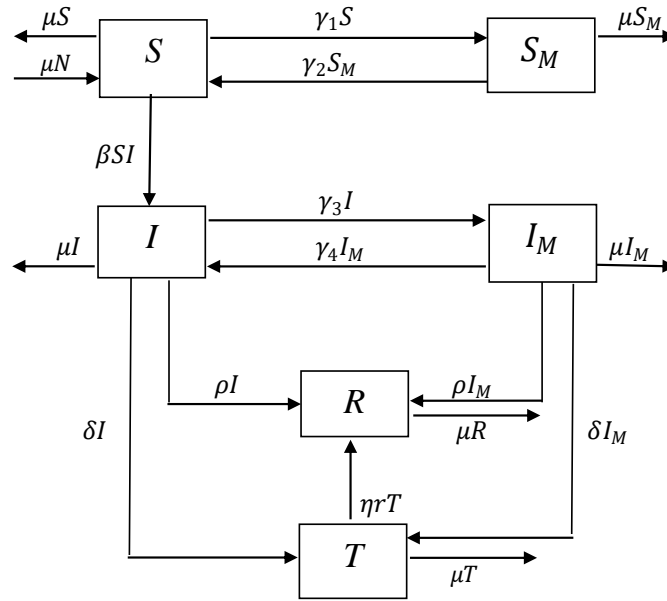 μS γ₁S μS_M
S S_M
μN γ₂S_M
βSI
γ₃I
I I_M
μI γ₄I_M μI_M
ρI R ρI_M
δI μR δI_M
ηrT
T
μT